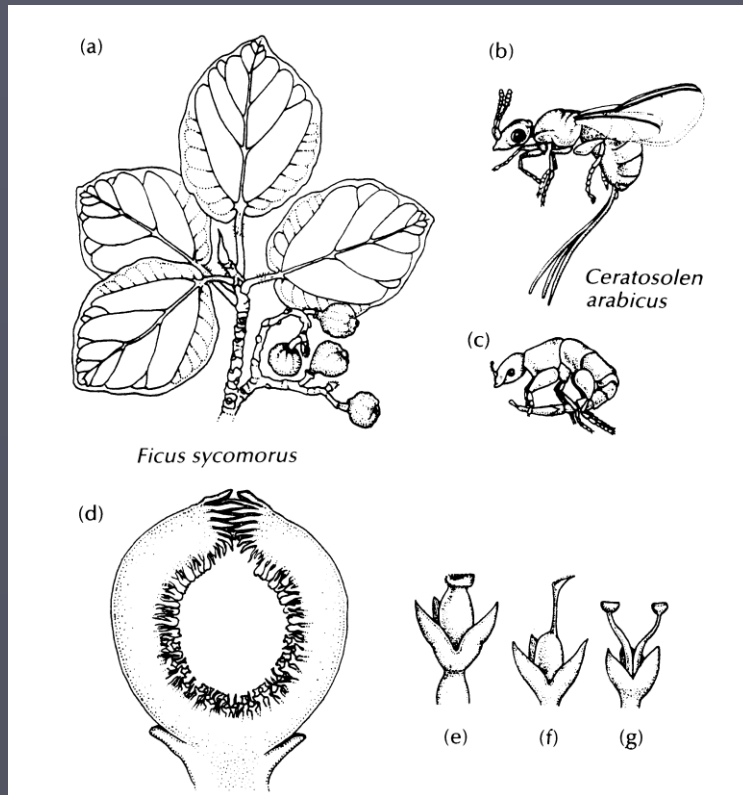 (a)
(b)
Ceratosolen
arabicus
(c)
Ficus sycomorus
(d)
(e)
(f)
(g)